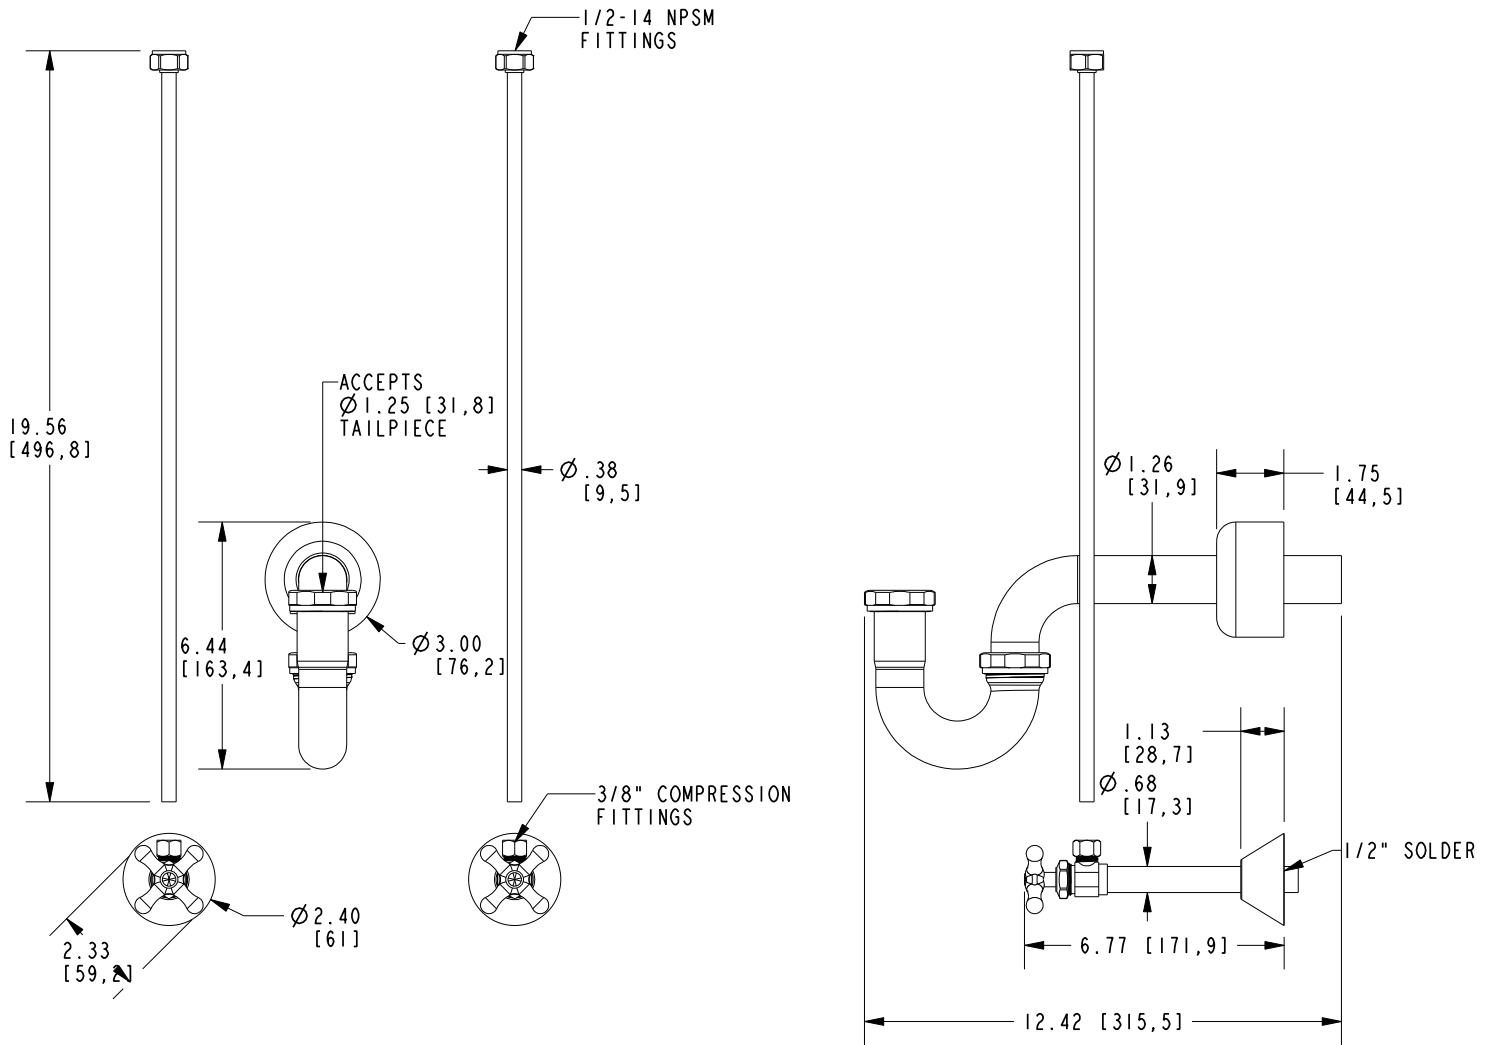 1/2-14 NPSM
FITTINGS
ACCEPTS
Ø1.25 [31,8]
TAILPIECE
19.56
[496,8]
Ø.38
[9,5]
Ø1.26
[31,9]
1.75
[44,5]
6.44
[163,4]
Ø3.00
[76,2]
1.13
[28,7]
Ø.68
[17,3]
3/8" COMPRESSION
FITTINGS
1/2" SOLDER
Ø2.40
[61]
2.33
[59,2]
6.77 [171,9]
12.42 [315,5]